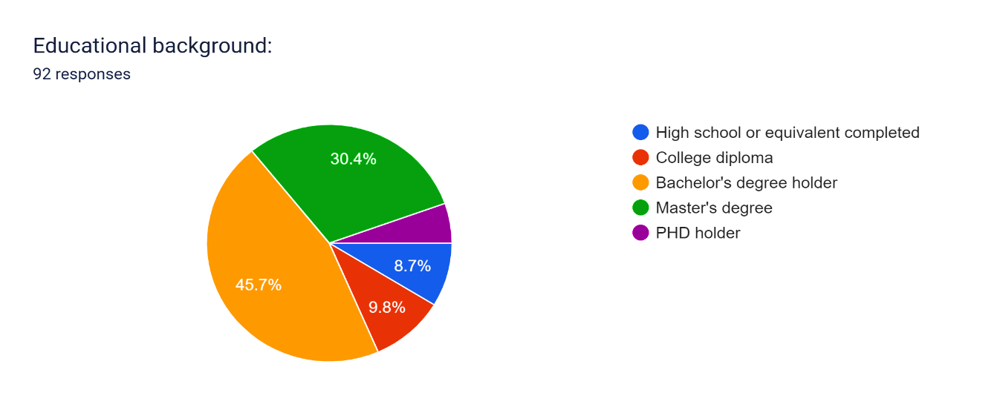 Educational background:
92 responses
30.4%
8.7%
45.7%
9.8%
High school or equivalent completed
College diploma
Bachelor's degree holder
Master's degree
PHD holder